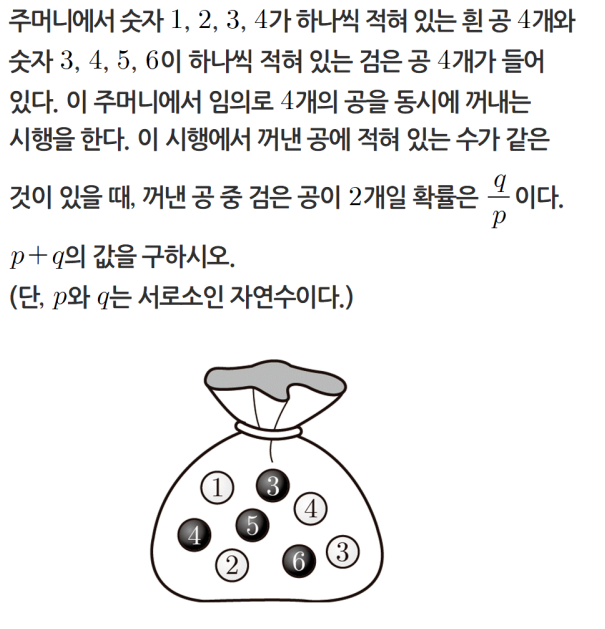 주머니에서 숫자 1, 2, 3, 4가 하나씩 적혀 있는 흰 공 4개와
숫자 3, 4, 5, 6이 하나씩 적혀 있는 검은 공 4개가 들어
있다. 이 주머니에서 임의로 4개의 공을 동시에 꺼내는
시행을 한다. 이 시행에서 꺼낸 공에 적혀 있는 수가 같은
것이 있을 때, 꺼낸 공 중 검은 공이 2개일 확률은 q/p 이다.
p+q의 값을 구하시오.
(단, p와 q는 서로소인 자연수이다.)
1 3 4
4 5
2 6 3